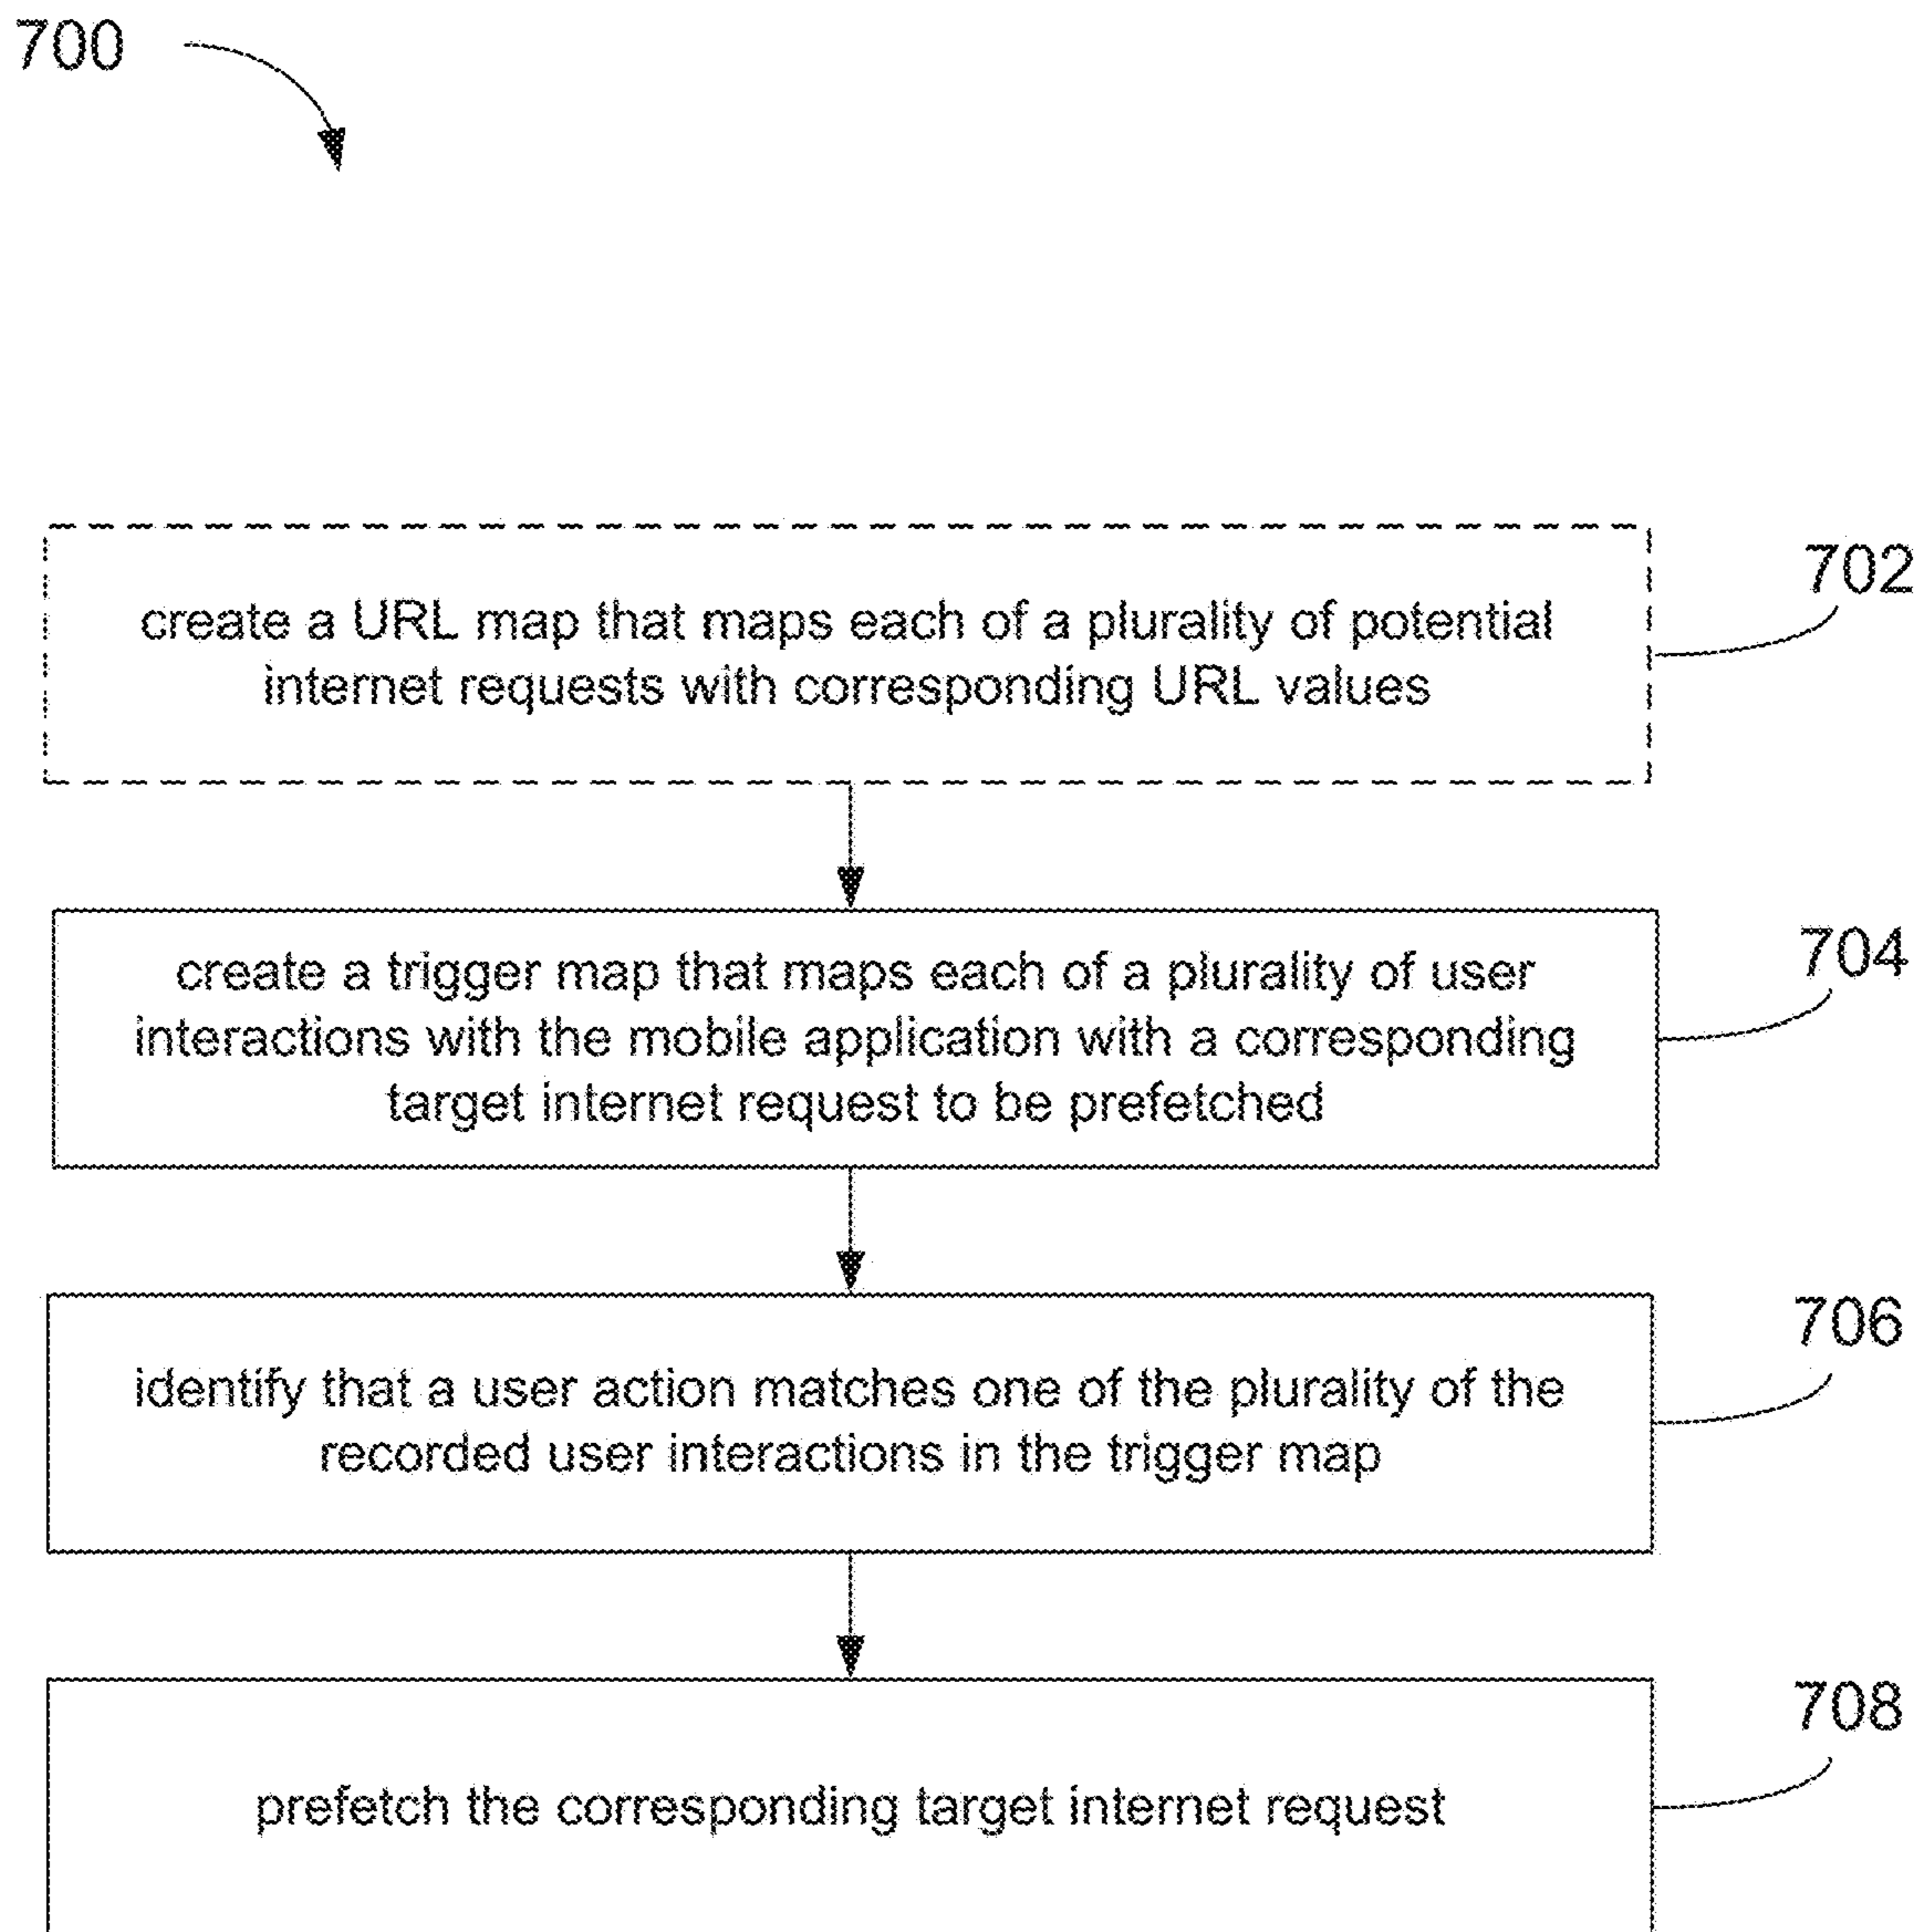 700
702
create a URL map that maps each of a plurality of potential
internet requests with corresponding URL values
704
create a trigger map that maps each of a plurality of user
interactions with the mobile application with a corresponding
target internet request to be prefetched
706
identify that a user action matches one of the plurality of the
recorded user interactions in the trigger map
708
prefetch the corresponding target internet request